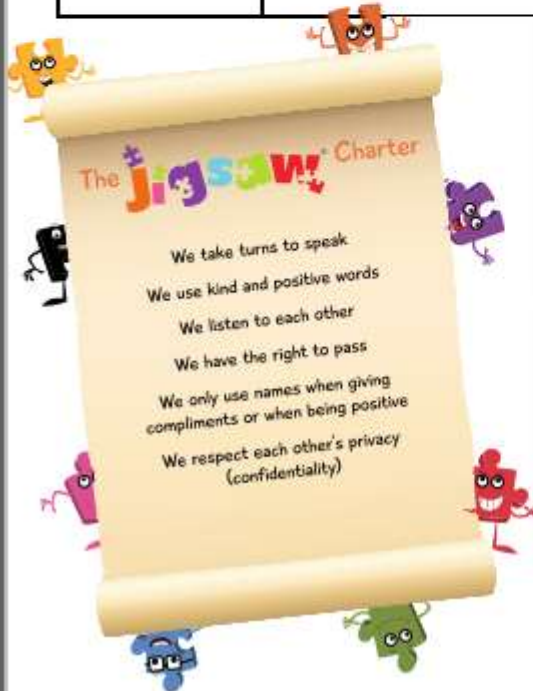 The Jigsaw® Charter
We take turns to speak
We use kind and positive words
We listen to each other
We have the right to pass
We only use names when giving
compliments or when being positive
We respect each other's privacy
(confidentiality)